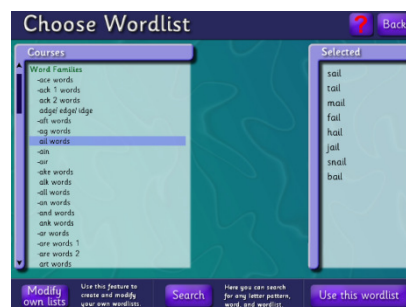 Choose Wordlist
?
Back
Courses
Word Families
-ace words
-ack 1 words
-ack 2 words
adge/ edge/idge
-aft words
-ag words
ail words
-ain
-air
-ake words
alk words
-all words
-an words
-and words
ank words
-ar words
-are words 1
-are words 2
art words
Selected
sail
tail
mail
fail
hail
jail
snail
bail
Modify
own lists
Use this feature to
create and modify
your own wordlists.
Search
Here you can search
for any letter pattern,
word, and wordlist.
Use this wordlist